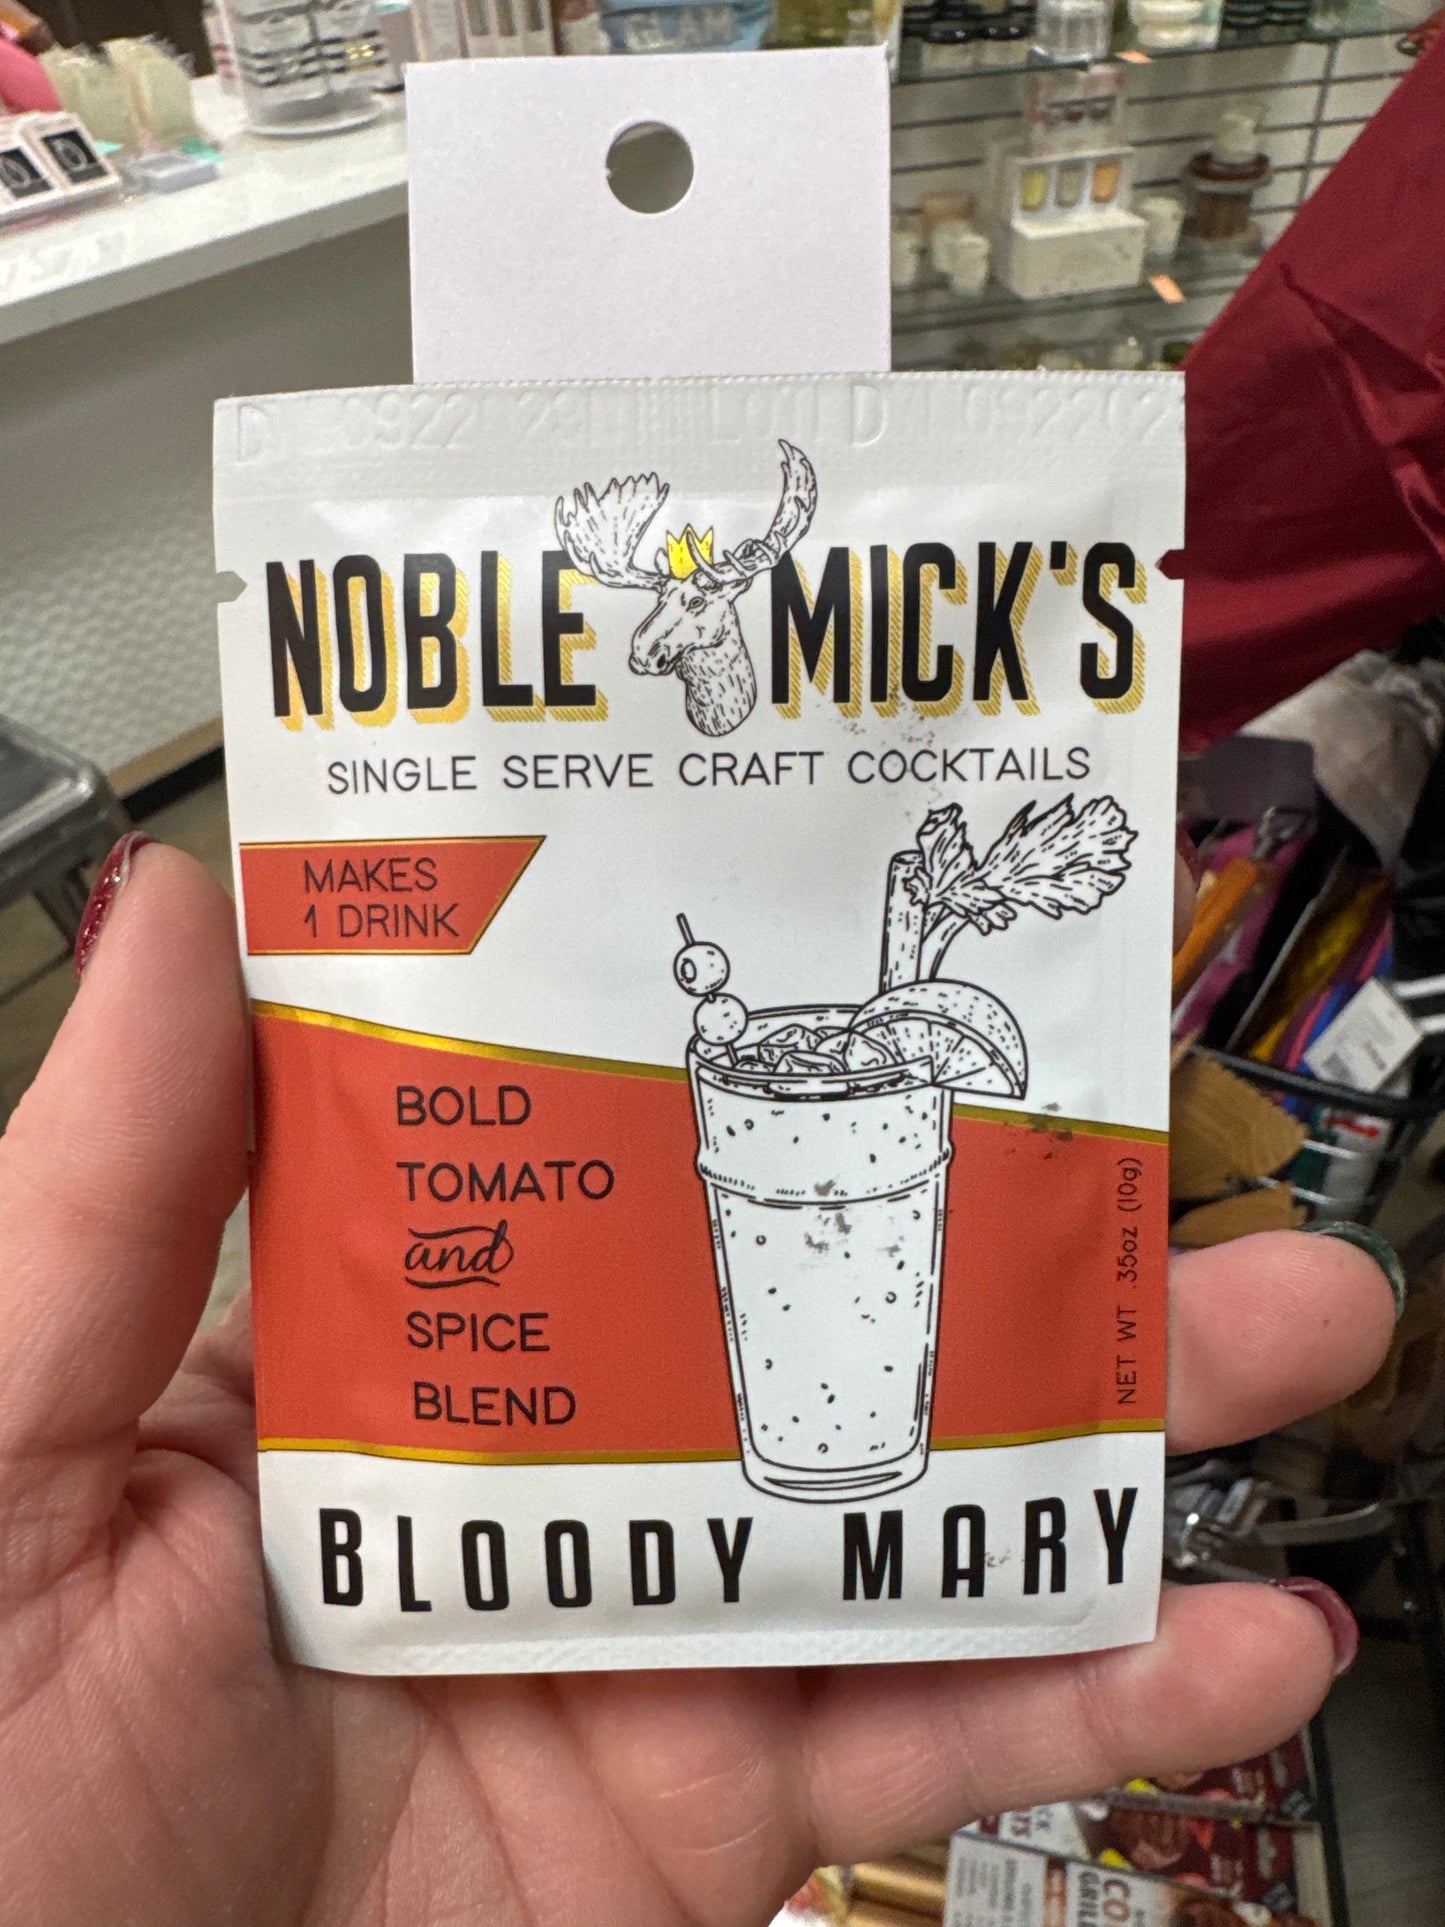 NOBLE MICK'S
SINGLE SERVE CRAFT COCKTAILS
MAKES
1 DRINK
BOLD
TOMATO
and
SPICE
BLEND
NET WT .35oz (10g)
BLOODY MARY